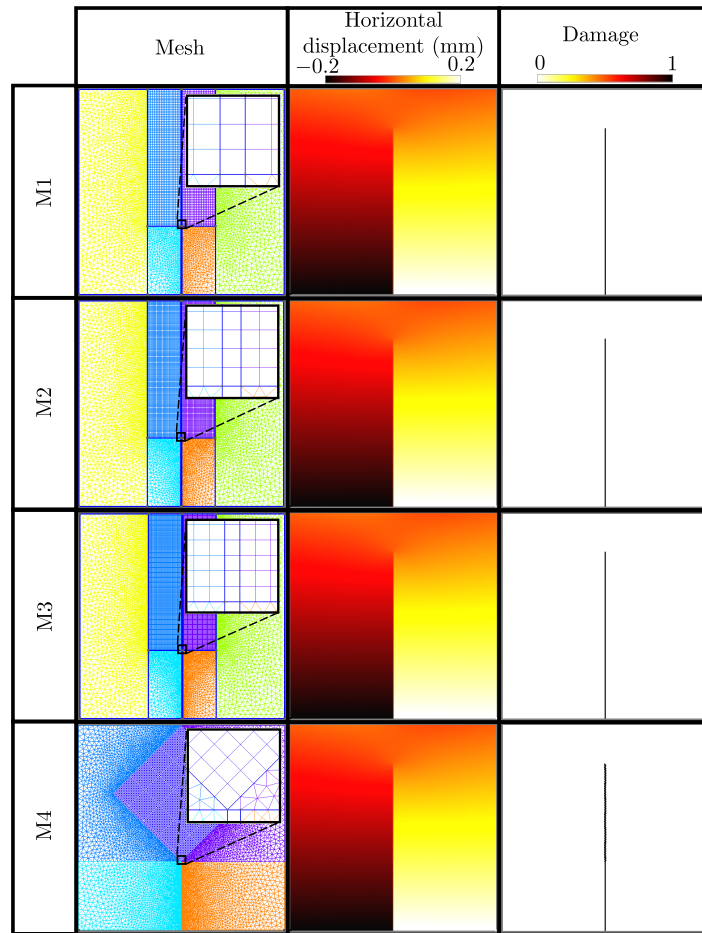 Mesh
Horizontal
displacement (mm)
−0.2 0.2
Damage
0 1
M1
M2
M3
M4